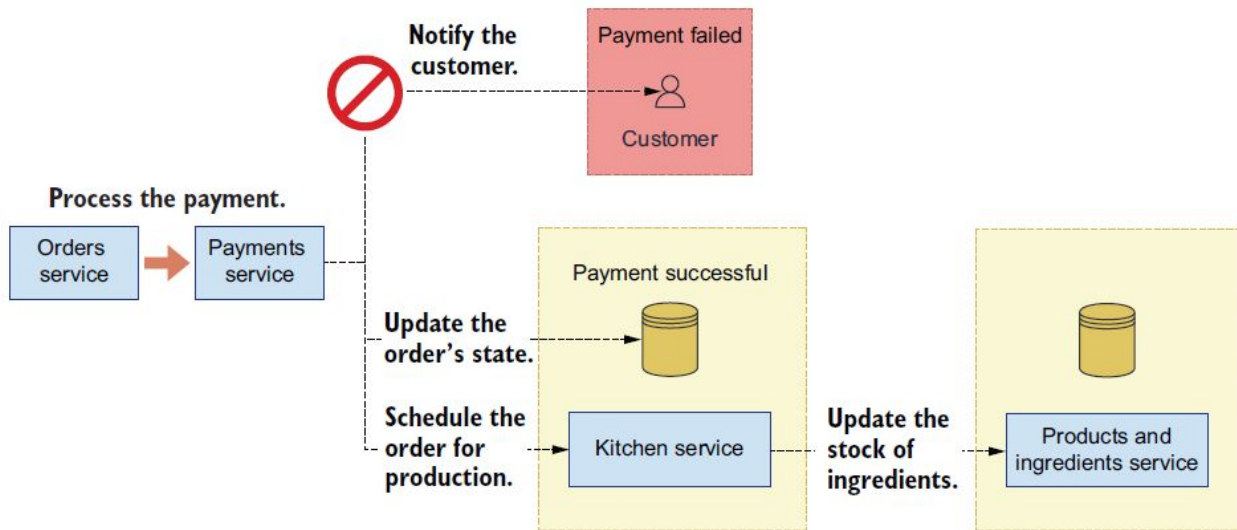 Notify the
customer.
Payment failed
Customer
Process the payment.
Orders
service
Payments
service
Payment successful
Update the
order’s state.
Schedule the
order for
production.
Kitchen service
Update the
stock of
ingredients.
Products and
ingredients service